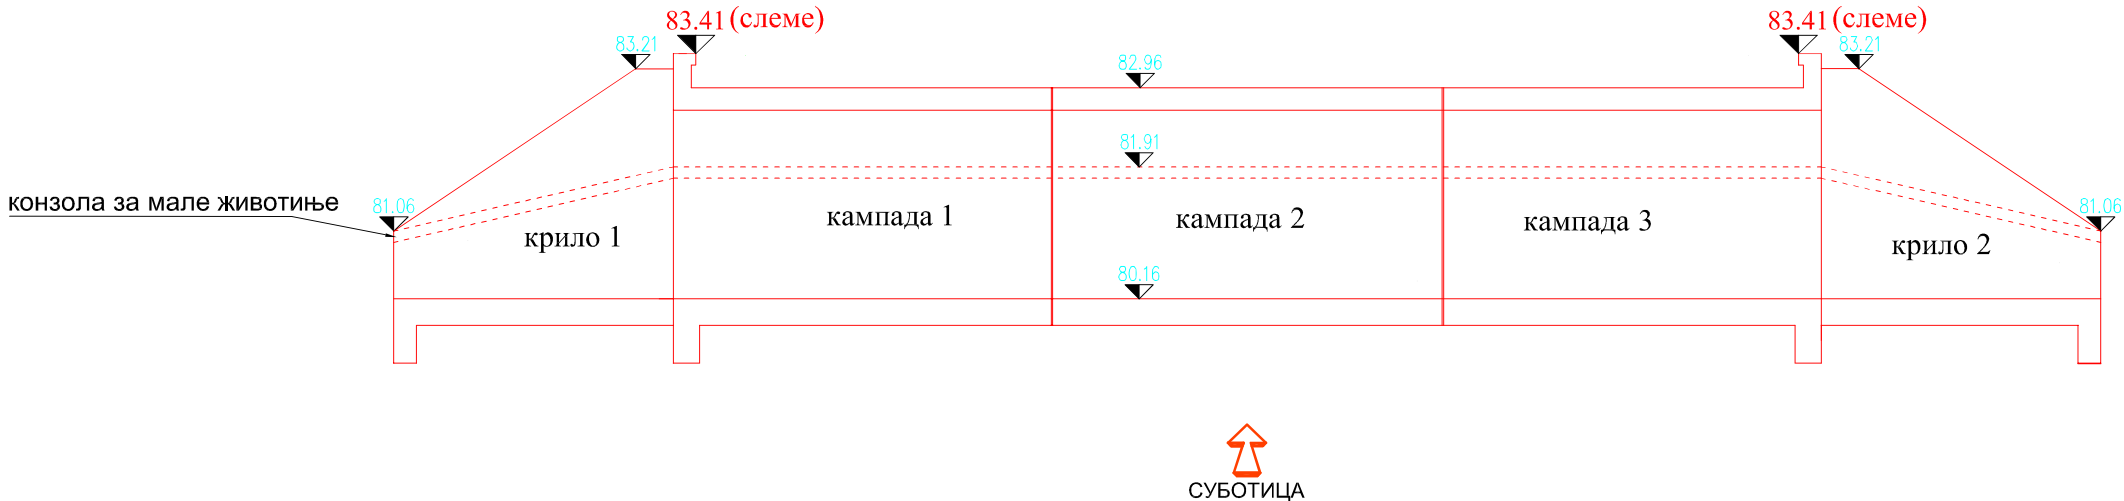 83.41 (слеме)
83.41 (слеме)
83.21
83.21
82.96
81.91
конзола за мале животиње
81.06
81.06
кампада 1
кампада 2
кампада 3
крило 1
крило 2
80.16
СУБОТИЦА